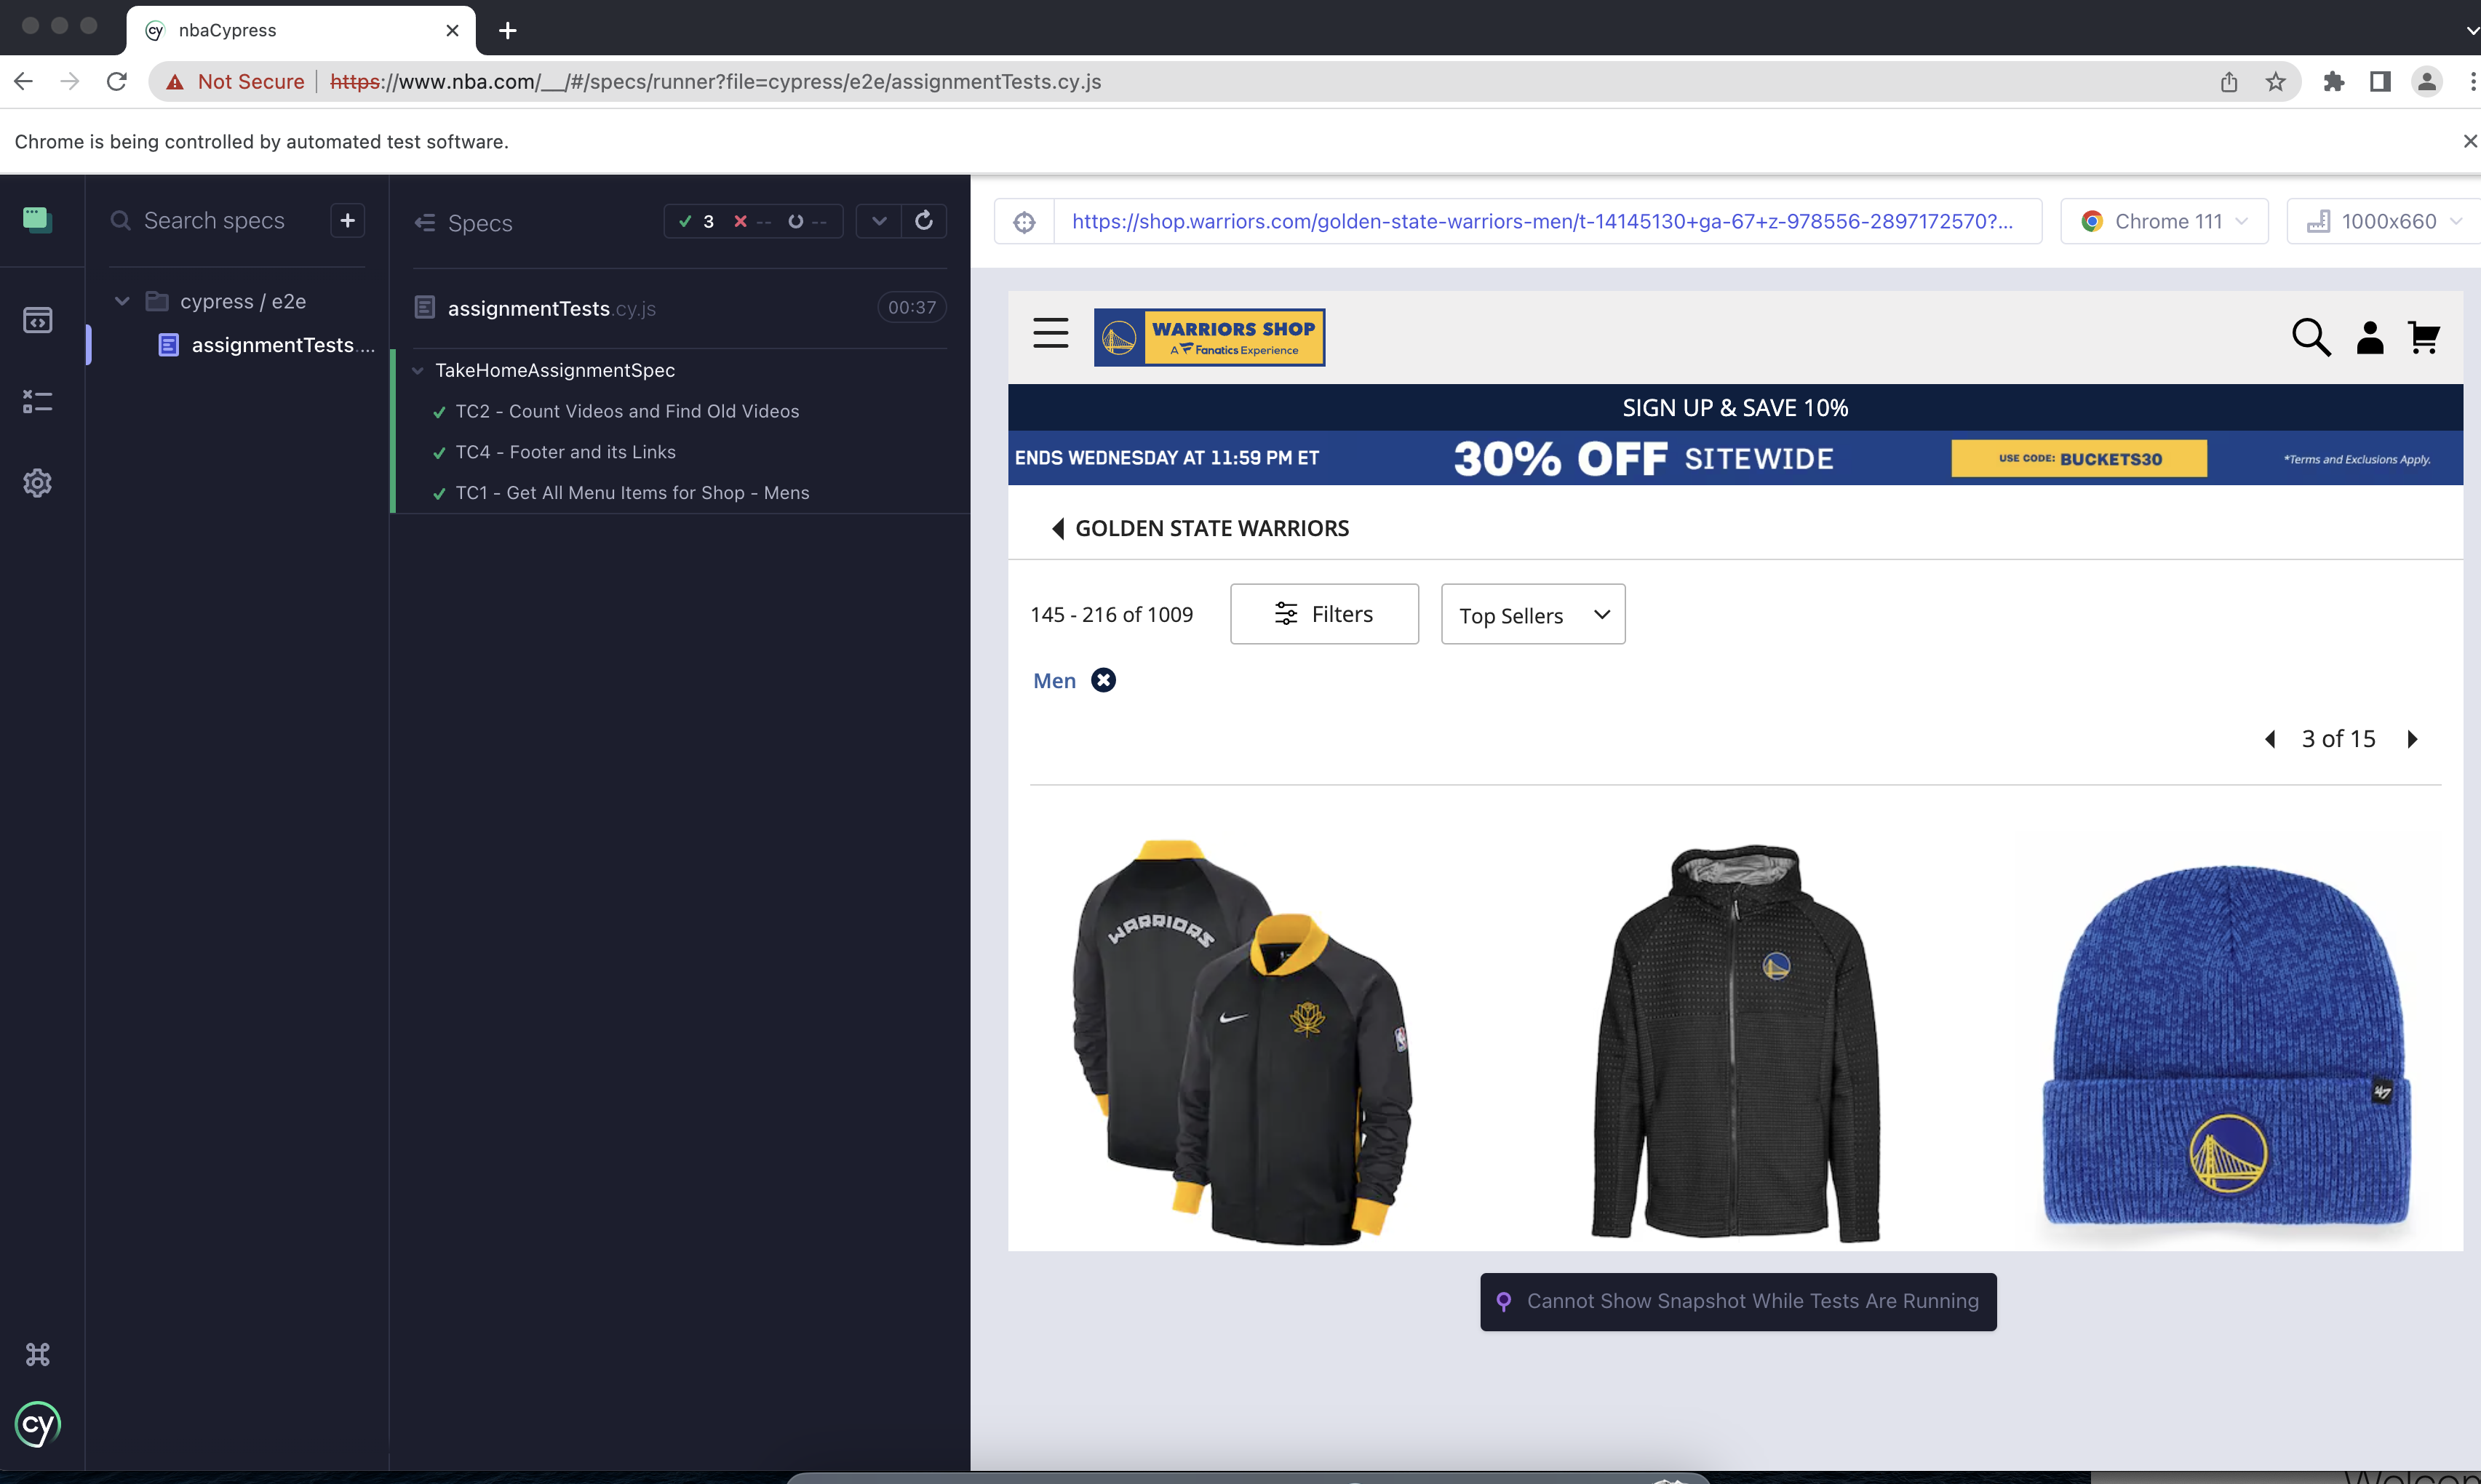 nbaCypress
Not Secure https://www.nba.com/__/#/specs/runner?file=cypress/e2e/assignmentTests.cy.js
Chrome is being controlled by automated test software.
Search specs
cypress / e2e
assignmentTests....
Specs
3 -- --
assignmentTests.cy.js 00:37
TakeHomeAssignmentSpec
TC2 - Count Videos and Find Old Videos
TC4 - Footer and its Links
TC1 - Get All Menu Items for Shop - Mens
cy
https://shop.warriors.com/golden-state-warriors-men/t-14145130+ga-67+z-978556-2897172570?...
Chrome 111
1000x660
WARRIORS SHOP
A Fanatics Experience
SIGN UP & SAVE 10%
ENDS WEDNESDAY AT 11:59 PM ET 30% OFF SITEWIDE USE CODE: BUCKETS30 *Terms and Exclusions Apply.
GOLDEN STATE WARRIORS
145 - 216 of 1009
Filters
Top Sellers
Men
3 of 15
WARRIORS
47
Cannot Show Snapshot While Tests Are Running